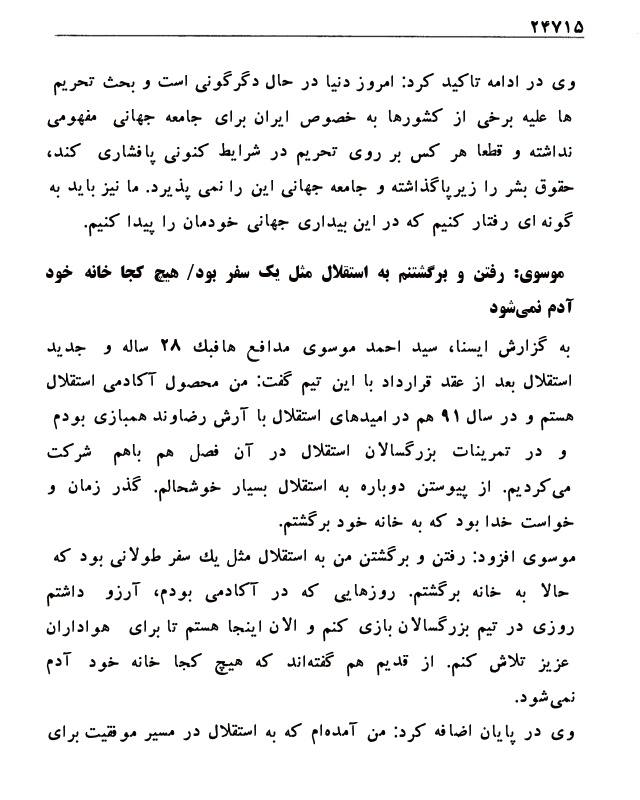 ۲۴۷۱۵
وی در ادامه تاکید کرد: امروز دنیا در حال دگرگونی است و بحث تحریم
ها علیه برخی از کشورها به خصوص ایران برای جامعه جهانی مفهومی
نداشته و قطعا هر کس بر روی تحریم در شرایط کنونی پافشاری کند،
حقوق بشر را زیرپاگذاشته و جامعه جهانی این را نمی پذیرد. ما نیز باید به
گونه ای رفتار کنیم که در این بیداری جهانی خودمان را پیدا کنیم.
موسوی: رفتن و برگشتنم به استقلال مثل یک سفر بود/ هیچ کجا خانه خود
آدم نمی‌شود
به گزارش ایسنا، سید احمد موسوی مدافع هافبک ۲۸ ساله و جدید
استقلال بعد از عقد قرارداد با این تیم گفت: من محصول آکادمی استقلال
هستم و در سال ۹۱ هم در امیدهای استقلال با آرش رضاوند همبازی بودم
و در تمرینات بزرگسالان استقلال در آن فصل هم باهم شرکت
می‌کردیم. از پیوستن دوباره به استقلال بسیار خوشحالم. گذر زمان و
خواست خدا بود که به خانه خود برگشتم.
موسوی افزود: رفتن و برگشتن من به استقلال مثل یک سفر طولانی بود که
حالا به خانه برگشتم. روزهایی که در آکادمی بودم، آرزو داشتم
روزی در تیم بزرگسالان بازی کنم و الان اینجا هستم تا برای هواداران
عزیز تلاش کنم. از قدیم هم گفته‌اند که هیچ کجا خانه خود آدم
نمی‌شود.
وی در پایان اضافه کرد: من آمده‌ام که به استقلال در مسیر موفقیت برای